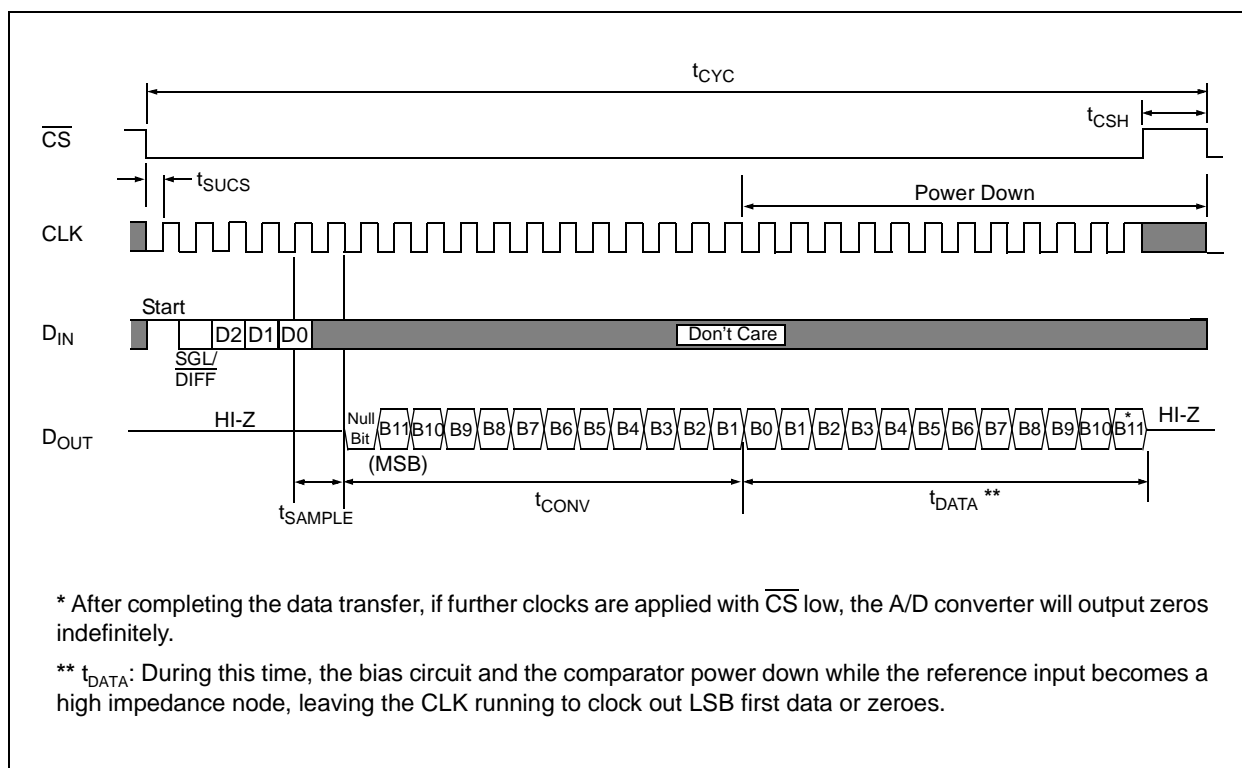 tCYC
tCSH
CS
tSUCS
Power Down
CLK
Start
DIN
D2 D1 D0
Don't Care
SGL/
DIFF
HI-Z
DOUT
Null
Bit
B11 B10 B9 B8 B7 B6 B5 B4 B3 B2 B1 B0 B1 B2 B3 B4 B5 B6 B7 B8 B9 B10 B11
*
HI-Z
(MSB)
tSAMPLE
tCONV
tDATA **
* After completing the data transfer, if further clocks are applied with CS low, the A/D converter will output zeros
indefinitely.
** tDATA: During this time, the bias circuit and the comparator power down while the reference input becomes a
high impedance node, leaving the CLK running to clock out LSB first data or zeroes.